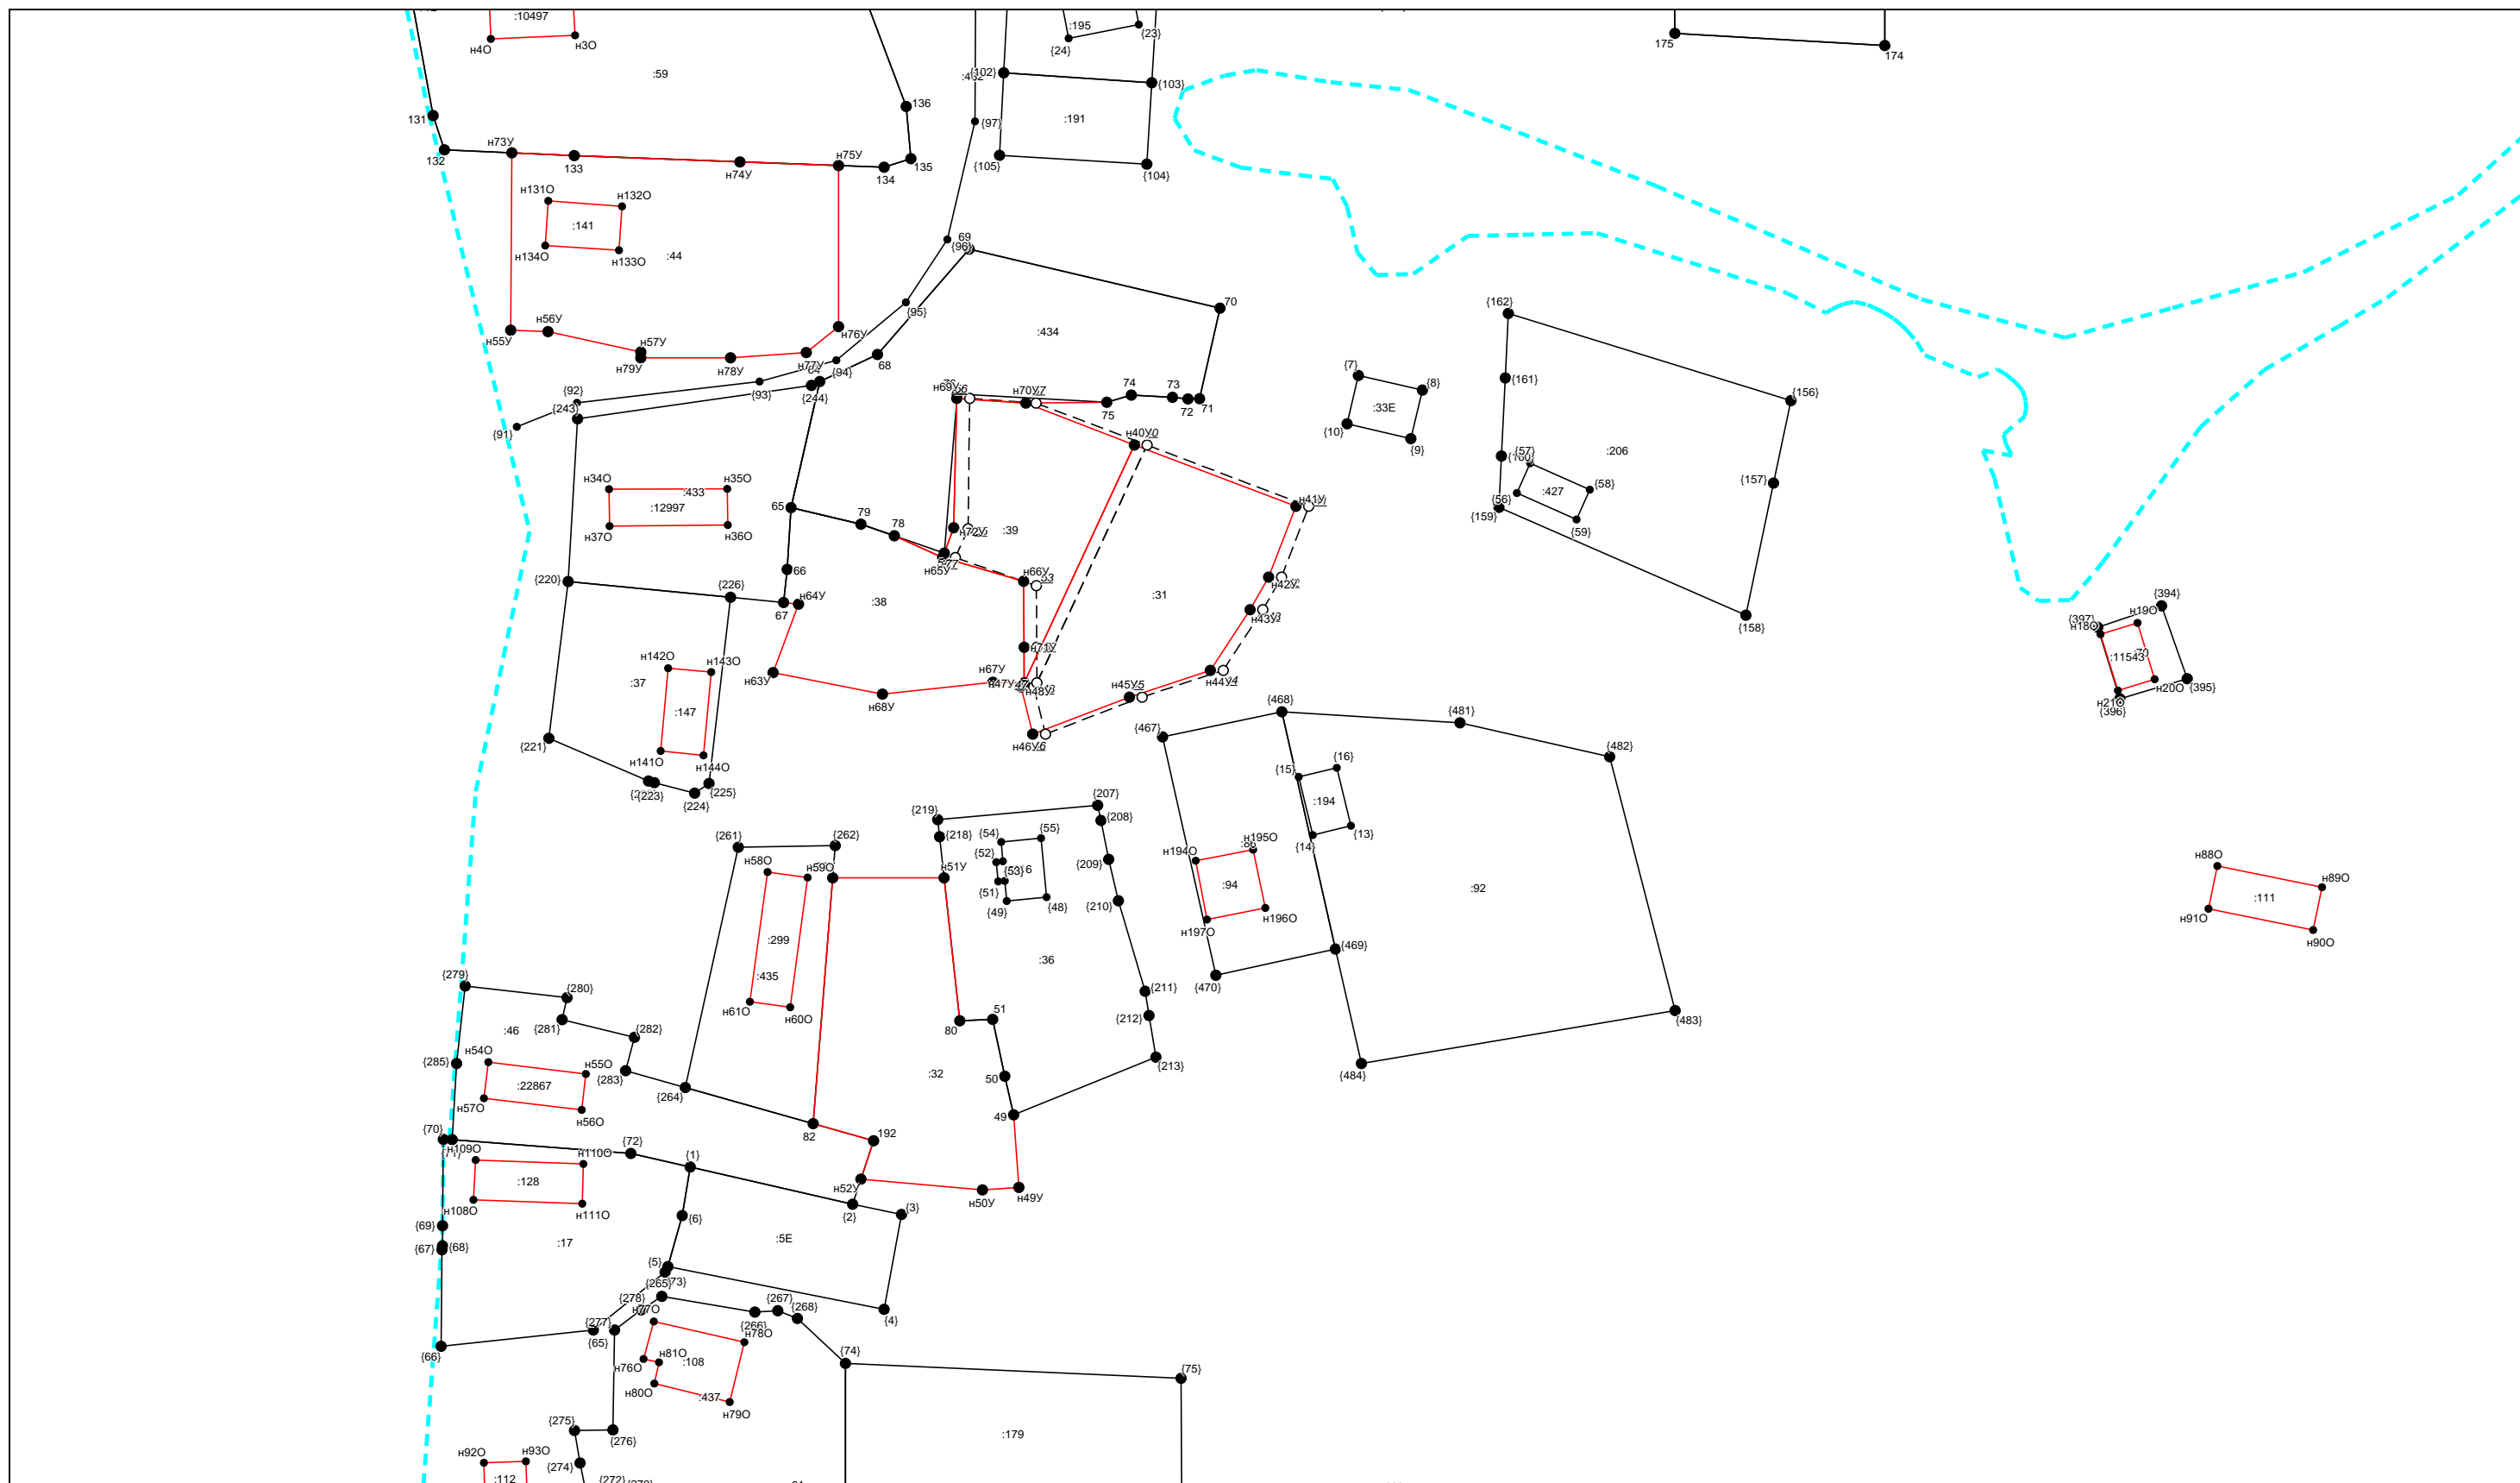 :10497
н4О
н3О
:59
131
132
н73У
133
н74У
н75У
134
135
136
{97}
{102}
{103}
:191
{105}
{104}
:195
{23}
{24}
175
174
н131О
н132О
:141
н134О
н133О
:44
н55У
н56У
н57У
н79У
н78У
н77У
н76У
69
{96}
{95}
68
{94}
{244}
{93}
{92}
{243}
{91}
70
:434
71
72
73
74
75
н69У
н70У
{7}
{8}
:33Е
{10}
{9}
{162}
{161}
{156}
:206
{57}
{58}
:427
{56}
{59}
{159}
{157}
{158}
н34О
н35О
:433
:12997
н37О
н36О
65
79
78
н72У
н65У
:39
н40У
н41У
н42У
н43У
н44У
н45У
н46У
н47У
н48У
н66У
н67У
н71У
:31
66
67
н64У
:38
н63У
н68У
{220}
{226}
:37
н142О
н143О
:147
н141О
н144О
{221}
{223}
{224}
{225}
{394}
{397}
н19О
н18О
:11543
н20О
{395}
{396}
{467}
{468}
{481}
{482}
{15}
{16}
:194
{13}
{14}
н195О
н194О
:94
н196О
н197О
:92
{469}
{470}
{483}
{484}
{207}
{208}
{219}
{218}
{54}
{55}
{52}
{53}
{51}
{49}
{48}
{209}
{210}
:36
{211}
{212}
{213}
{261}
{262}
н58О
н59О
н51У
:299
:435
н61О
н60О
80
51
50
49
:32
н88О
н89О
:111
н91О
н90О
{279}
{280}
:46
{281}
{282}
{285}
н54О
н55О
{283}
:22867
н57О
н56О
{264}
82
192
{70}
н109О
н110О
{72}
{1}
:128
н108О
н111О
{69}
{67}
{68}
:17
{6}
н52У
{2}
{3}
н50У
н49У
:5Е
{5}
{265}
{4}
{278}
н77О
{277}
{65}
{66}
{267}
{268}
{266}
н78О
н76О
н81О
:108
н80О
:437
н79О
{74}
{75}
:179
{275}
{276}
{274}
н92О
н93О
:112
{272}